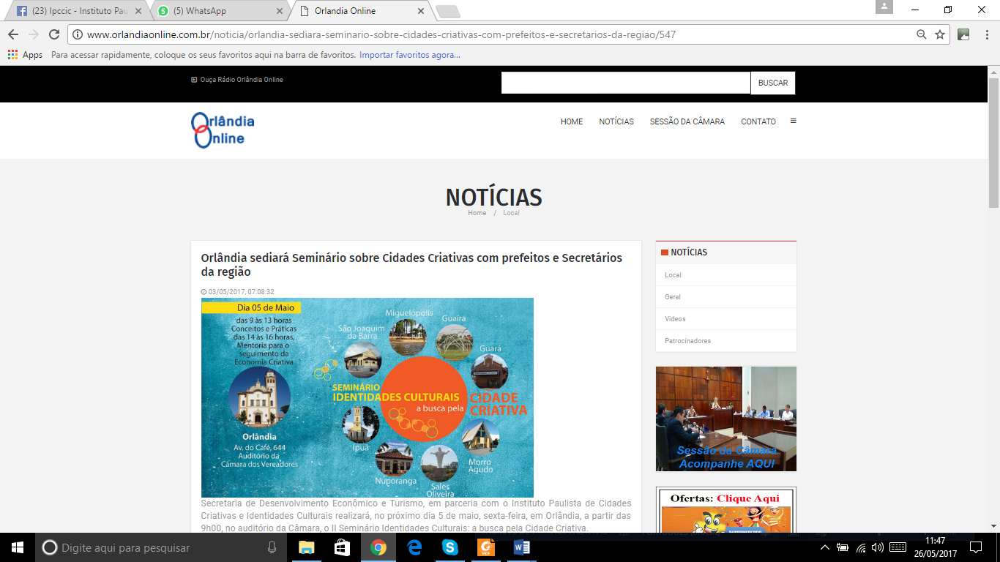 (23) Ipccic - Instituto Pau
(5) WhatsApp
Orlandia Online
www.orlandiaonline.com.br/noticia/orlandia-sediara-seminario-sobre-cidades-criativas-com-prefeitos-e-secretarios-da-regiao/547
Apps Para acessar rapidamente, coloque os seus favoritos aqui na barra de favoritos. Importar favoritos agora...
Ouça Rádio Orlândia Online
BUSCAR
Orlândia
Online
HOME NOTÍCIAS SESSÃO DA CÂMARA CONTATO
NOTÍCIAS
Home / Local
Orlândia sediará Seminário sobre Cidades Criativas com prefeitos e Secretários
da região
03/05/2017, 07:08:32
Dia 05 de Maio
das 9 às 13 horas
Conceitos e Práticas
das 14 às 16 horas,
Mentoria para o
seguimento da
Economia Criativa
Orlândia
Av. do Café, 644
Auditório da
Câmara dos Vereadores
Miguelópolis
Guaíra
São Joaquim
da Barra
Guará
SEMINÁRIO
IDENTIDADES CULTURAIS
a busca pela
CIDADE
CRIATIVA
Ipuã
Nuporanga
Sales
Oliveira
Morro
Agudo
Secretaria de Desenvolvimento Econômico e Turismo, em parceria com o Instituto Paulista de Cidades
Criativas e Identidades Culturais realizará, no próximo dia 5 de maio, sexta-feira, em Orlândia, a partir das
9h00, no auditório da Câmara, o II Seminário Identidades Culturais: a busca pela Cidade Criativa.
NOTÍCIAS
Local
Geral
Videos
Patrocinadores
Sessão da Câmara
Acompanhe AQUI
Ofertas: Clique Aqui
Digite aqui para pesquisar
11:47
26/05/2017